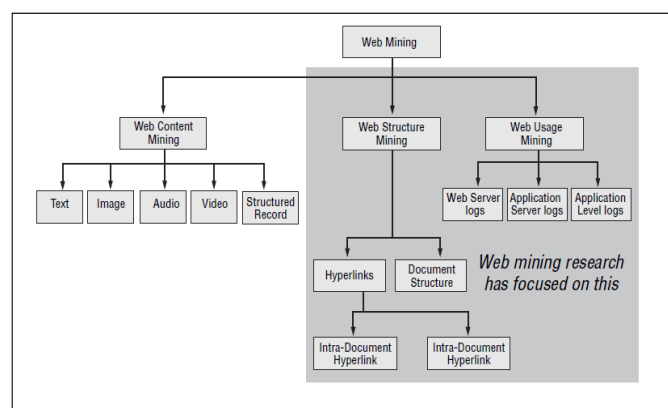 Web Mining
Web Content
Mining
Web Structure
Mining
Web Usage
Mining
Text
Image
Audio
Video
Structured
Record
Web Server
logs
Application
Server logs
Application
Level logs
Hyperlinks
Document
Structure
Web mining research
has focused on this
Intra-Document
Hyperlink
Intra-Document
Hyperlink